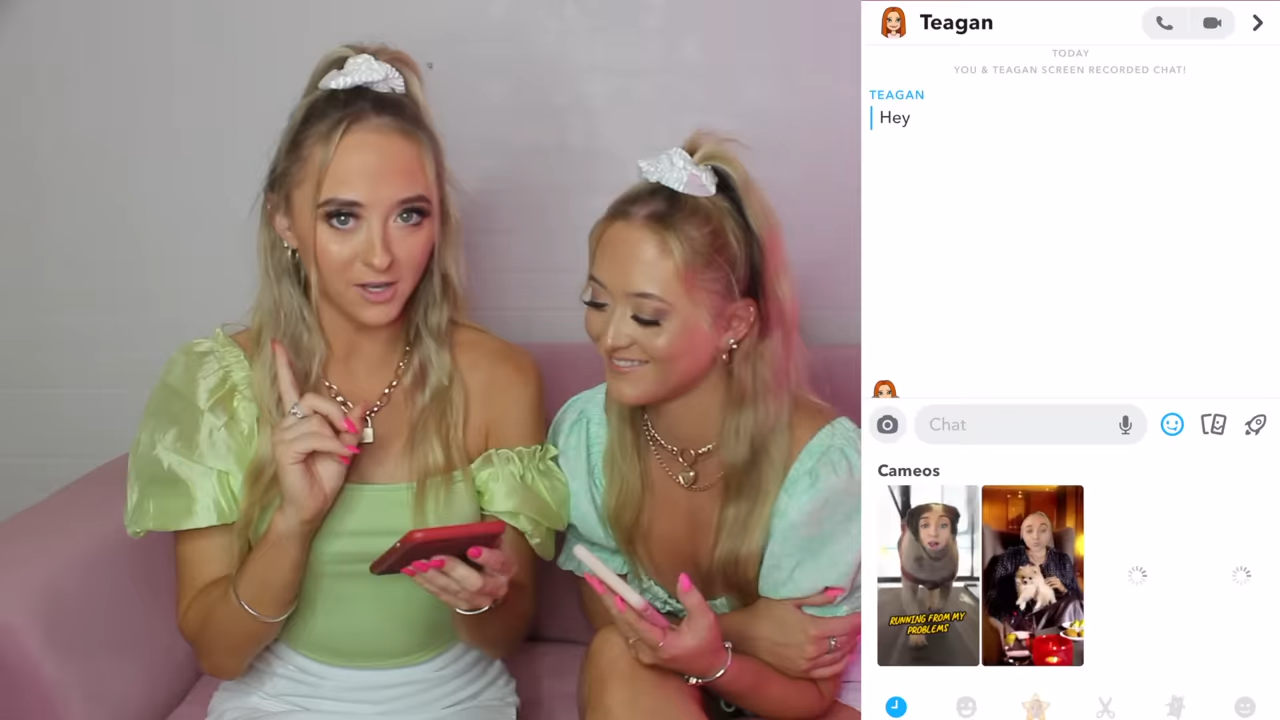 Teagan
TODAY
YOU & TEAGAN SCREEN RECORDED CHAT!
TEAGAN
Hey
Chat
Cameos
RUNNING FROM MY
PROBLEMS